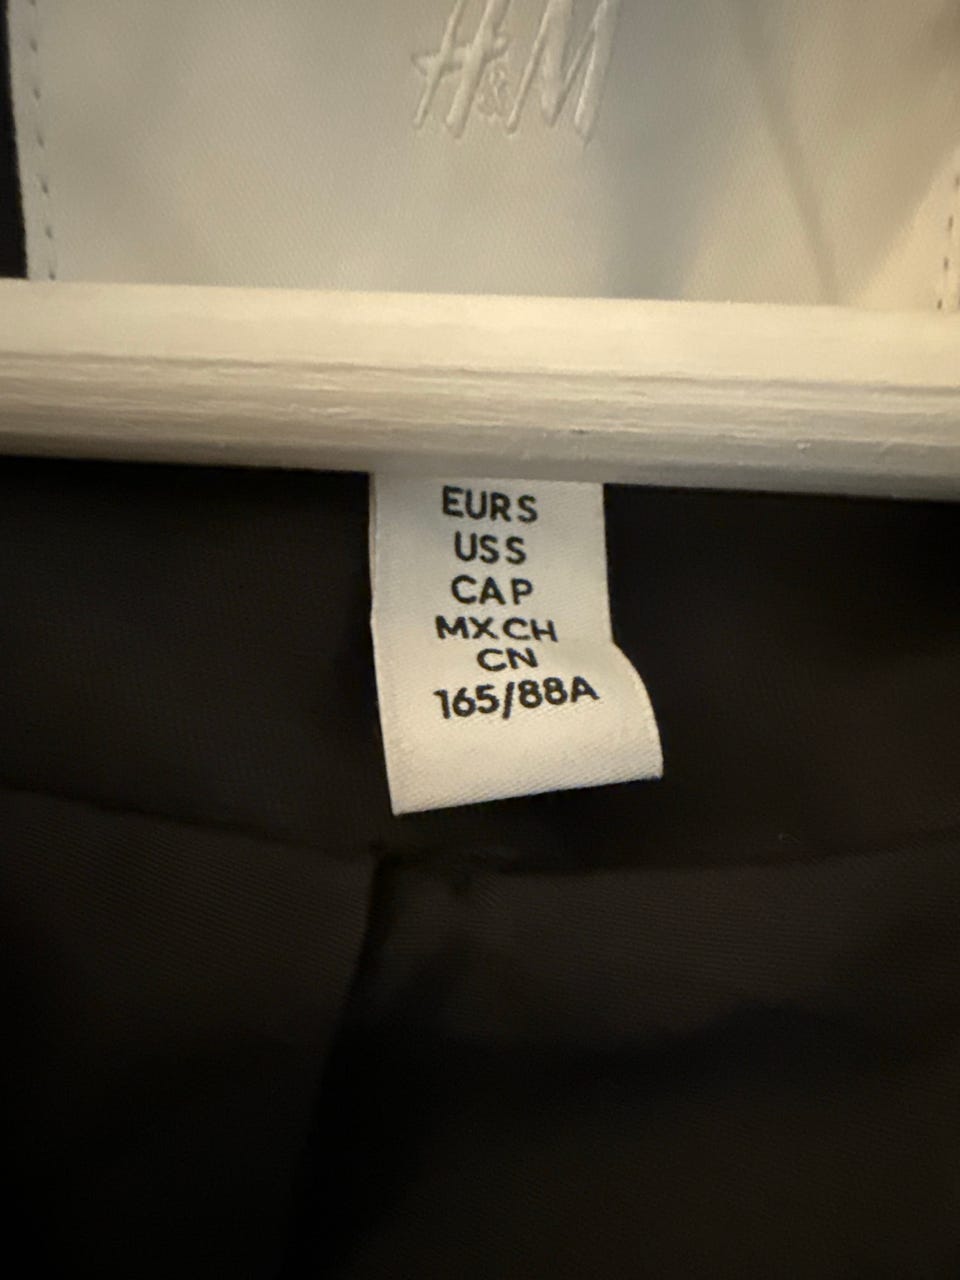 H&M
EUR S
US S
CA P
MX CH
CN
165/88A